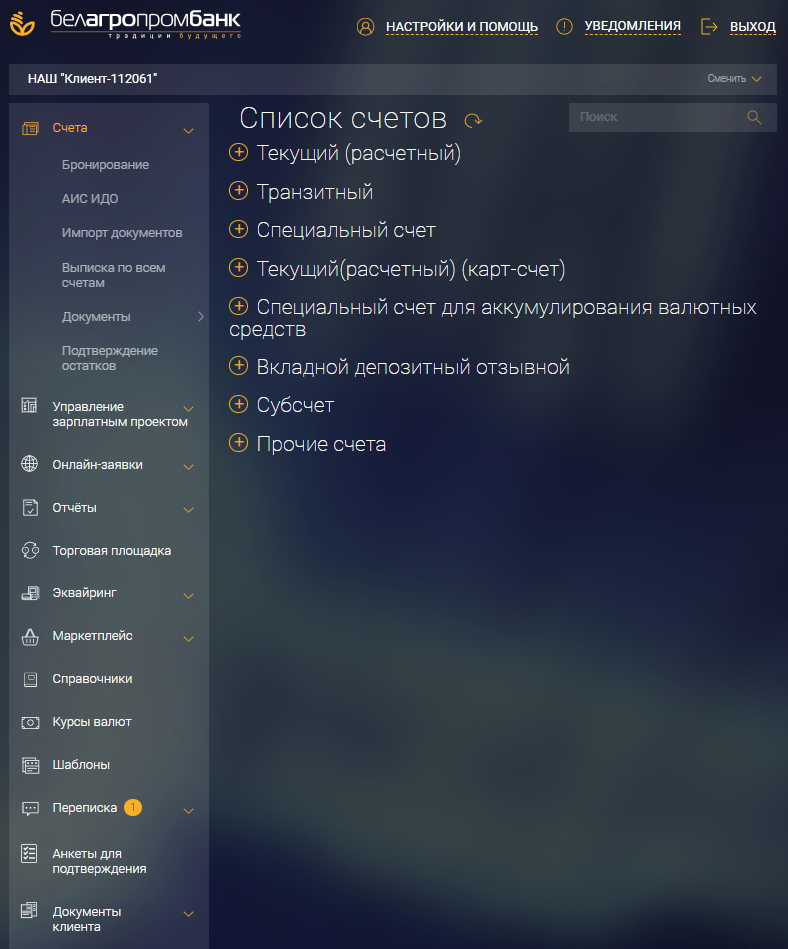 белагропромбанк
традиции будущего
НАСТРОЙКИ И ПОМОЩЬ
УВЕДОМЛЕНИЯ
ВЫХОД
НАШ "Клиент-112061"
Сменить
Счета
Бронирование
АИС ИДО
Импорт документов
Выписка по всем
счетам
Документы
Подтверждение
остатков
Управление
зарплатным проектом
Онлайн-заявки
Отчёты
Торговая площадка
Эквайринг
Маркетплейс
Справочники
Курсы валют
Шаблоны
Переписка 1
Анкеты для
подтверждения
Документы
клиента
Список счетов
Поиск
Текущий (расчетный)
Транзитный
Специальный счет
Текущий(расчетный) (карт-счет)
Специальный счет для аккумулирования валютных
средств
Вкладной депозитный отзывной
Субсчет
Прочие счета